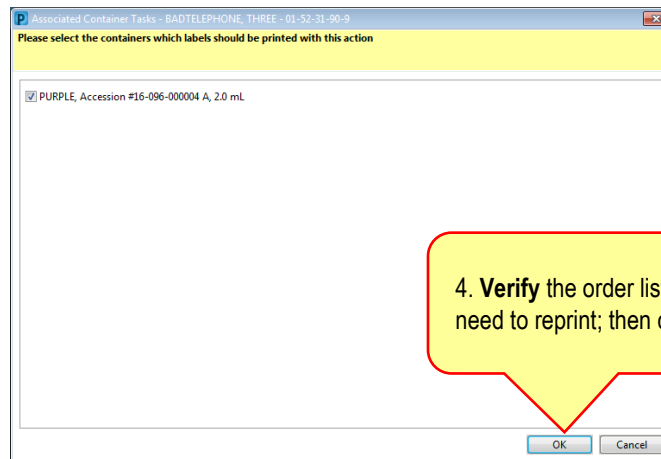 Associated Container Tasks - BADTELEPHONE, THREE - 01-52-31-90-9
Please select the containers which labels should be printed with this action
PURPLE, Accession #16-096-000004 A, 2.0 mL
4. Verify the order
need to reprint; then
OK Cancel